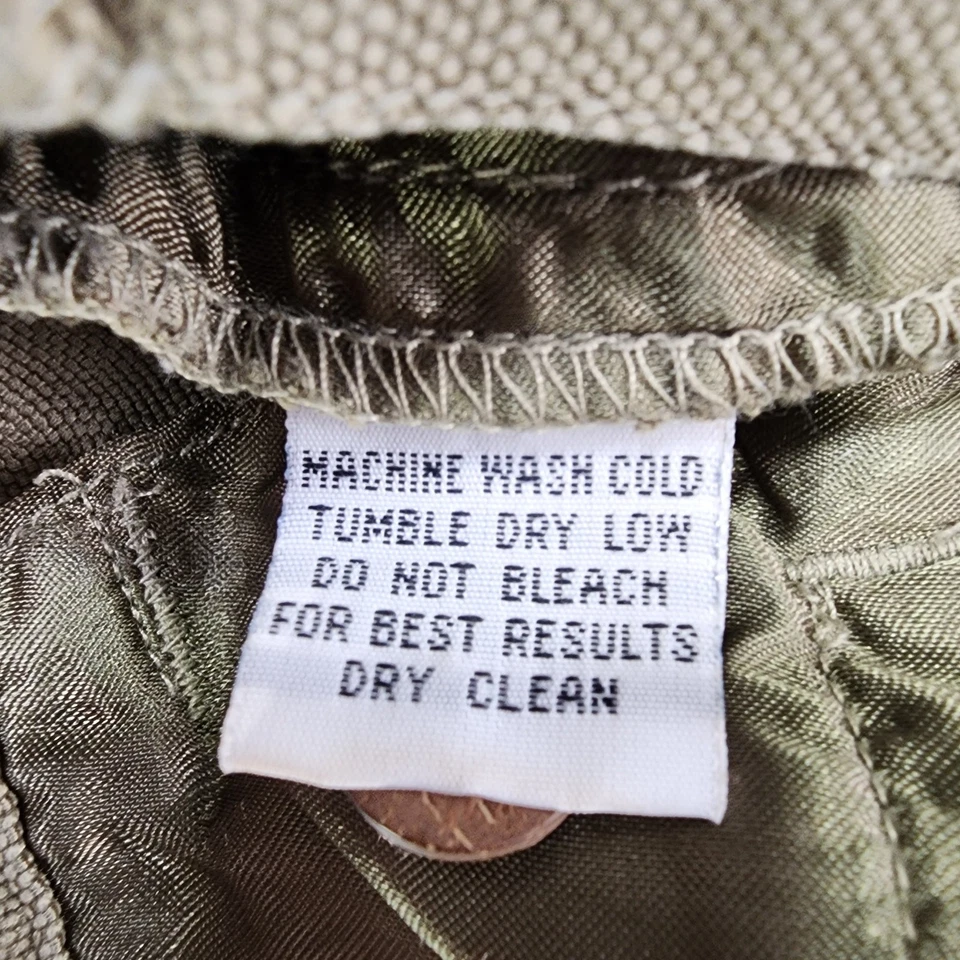 MACHINE WASH COLD
TUMBLE DRY LOW
DO NOT BLEACH
FOR BEST RESULTS
DRY CLEAN